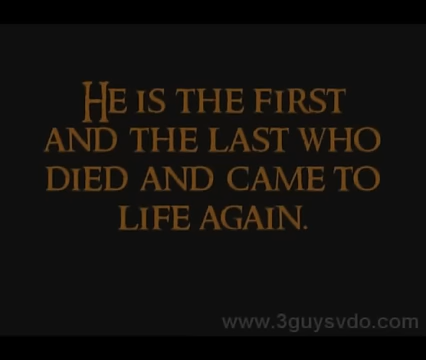 He is the first
and the last who
died and came to
life again.
www.3guysvdo.com